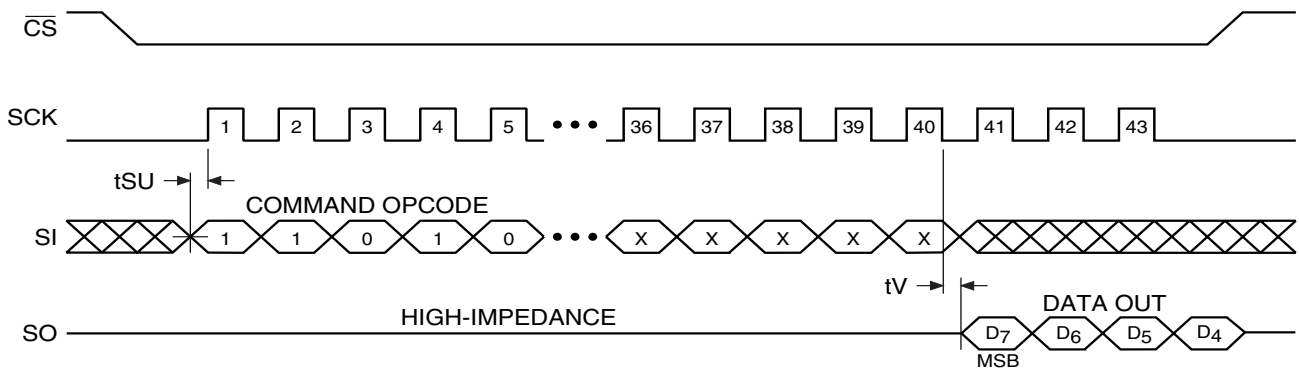 CS
SCK
1 2 3 4 5 ••• 36 37 38 39 40 41 42 43
tSU
COMMAND OPCODE
SI
1 1 0 1 0 ••• X X X X X
tV
HIGH-IMPEDANCE
DATA OUT
SO
D7 D6 D5 D4
MSB